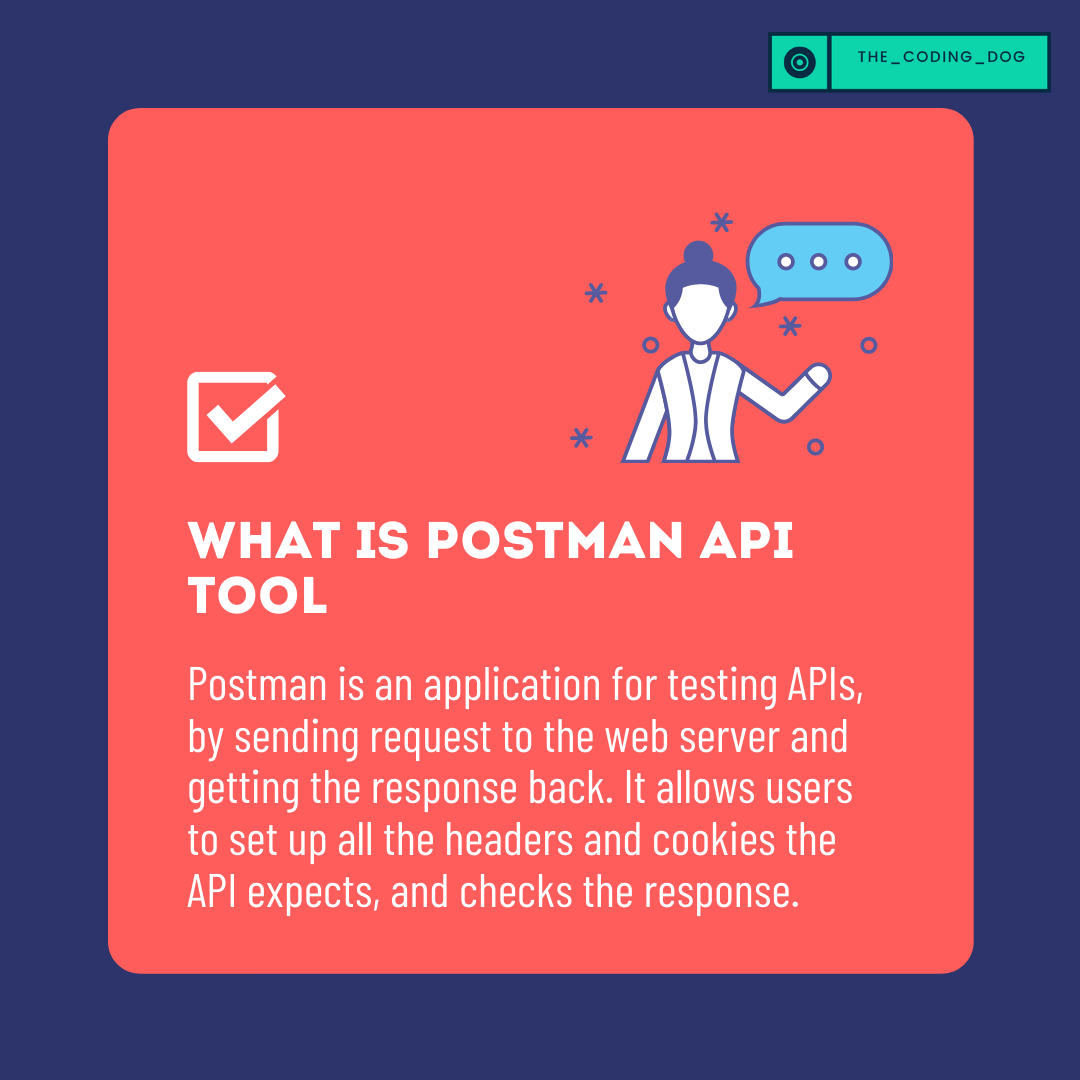 THE_CODING_DOG
WHAT IS POSTMAN API
TOOL
Postman is an application for testing APIs,
by sending request to the web server and
getting the response back. It allows users
to set up all the headers and cookies the
API expects, and checks the response.